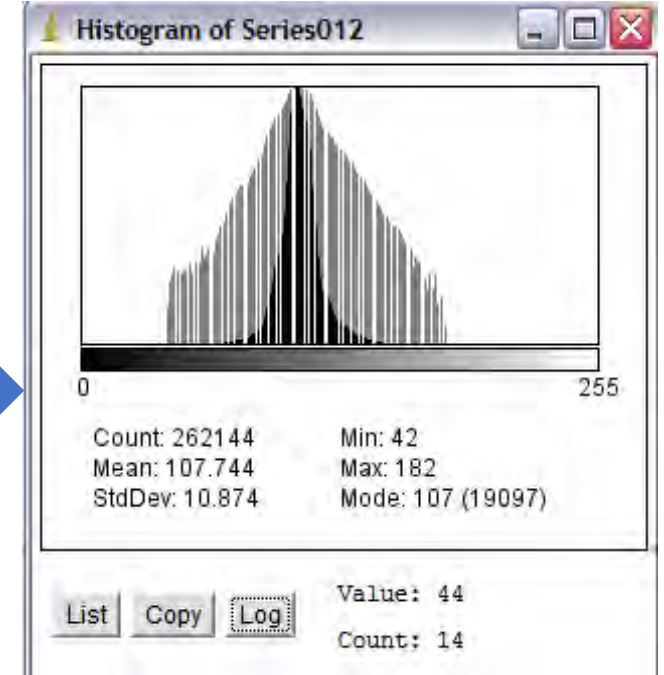 Histogram of Series012
0 255
Count: 262144 Min: 42
Mean: 107.744 Max: 182
StdDev: 10.874 Mode: 107 (19097)
List Copy Log Value: 44
Count: 14